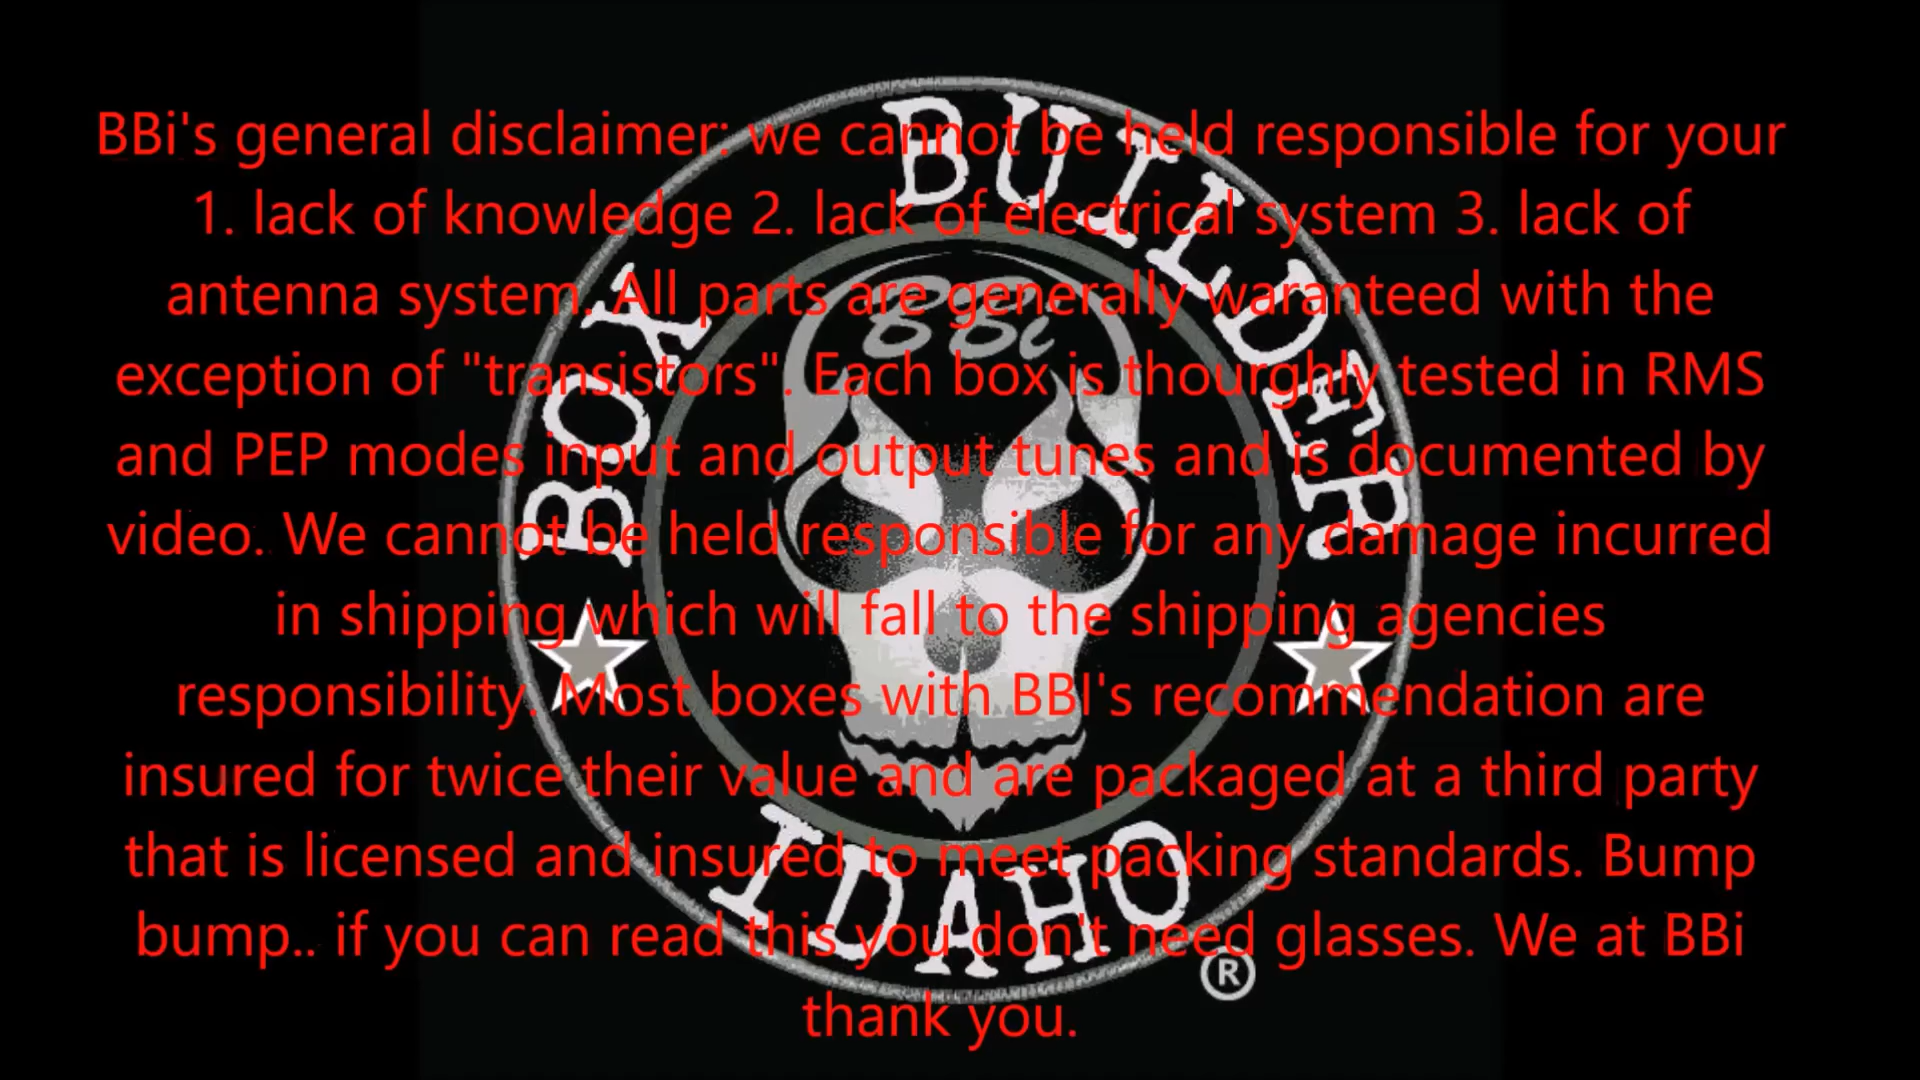 BBi's general disclaimer: we cannot be held responsible for your
1. lack of knowledge 2. lack of electrical system 3. lack of
antenna system. All parts are generally waranteed with the
exception of "transistors". Each box is thourghly tested in RMS
and PEP modes input and output tunes and is documented by
video. We cannot be held responsible for any damage incurred
in shipping which will fall to the shipping agencies
responsibility. Most boxes with BBI's recommendation are
insured for twice their value and are packaged at a third party
that is licensed and insured to meet packing standards. Bump
bump.. if you can read this you don't need glasses. We at BBi
thank you.
BOX BUILDER
BBi
IDAHO
®